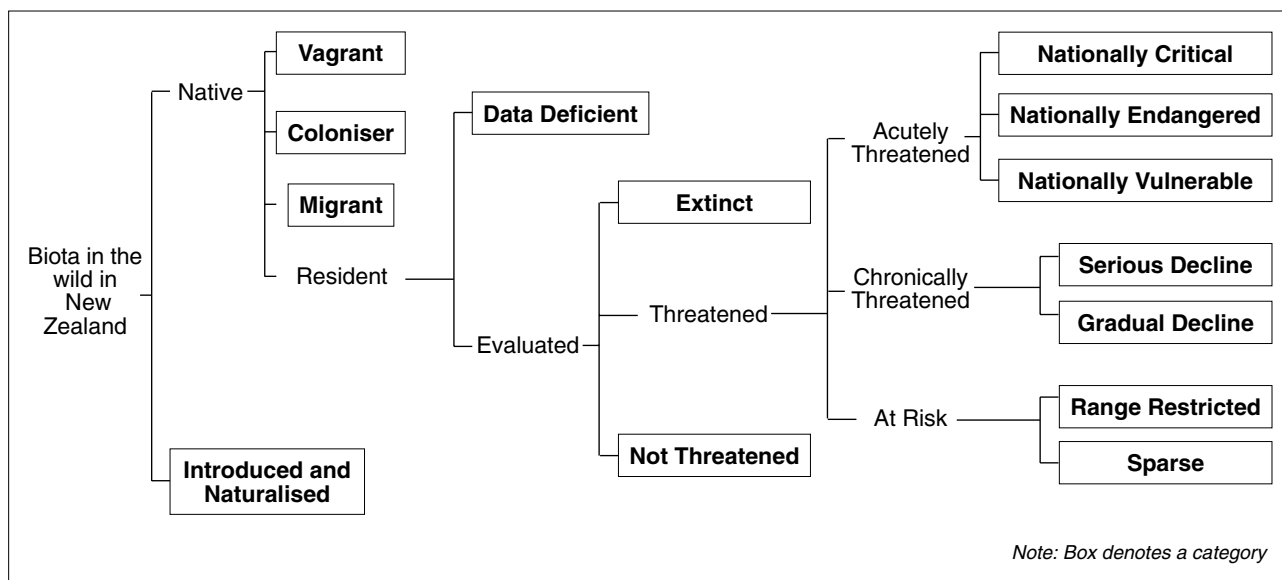 Biota in the
wild in
New
Zealand
Native
Vagrant
Coloniser
Migrant
Resident
Introduced and
Naturalised
Data Deficient
Evaluated
Extinct
Threatened
Not Threatened
Acutely
Threatened
Nationally Critical
Nationally Endangered
Nationally Vulnerable
Chronically
Threatened
Serious Decline
Gradual Decline
At Risk
Range Restricted
Sparse
Note: Box denotes a category